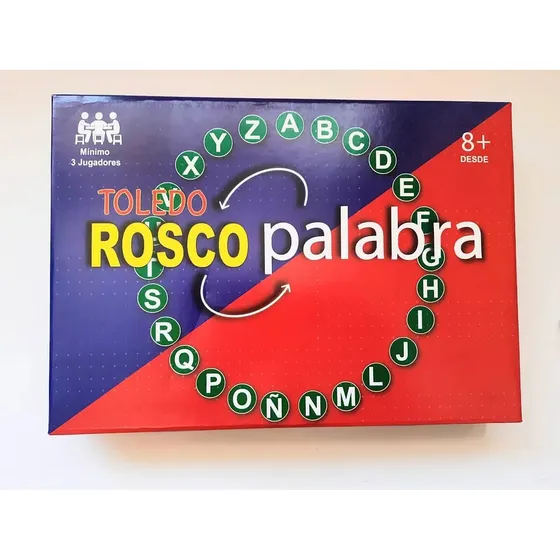 Mínimo
3 Jugadores
8+
DESDE
TOLEDO
ROSCO palabra
A B C D E F G H I J L M N Ñ O P Q R S T U V X Y Z